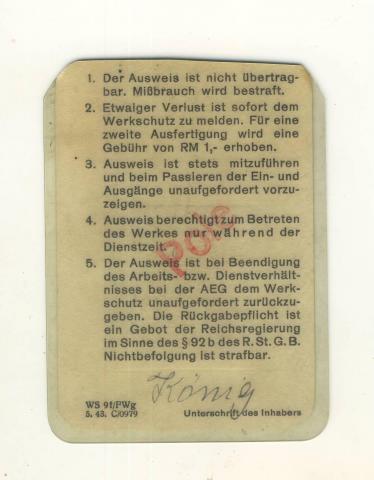 1. Der Ausweis ist nicht übertrag-
bar. Mißbrauch wird bestraft.
2. Etwaiger Verlust ist sofort dem
Werkschutz zu melden. Für eine
zweite Ausfertigung wird eine
Gebühr von RM 1,- erhoben.
3. Ausweis ist stets mitzuführen
und beim Passieren der Ein- und
Ausgänge unaufgefordert vorzu-
zeigen.
4. Ausweis berechtigt zum Betreten
des Werkes nur während der
Dienstzeit.
Pole
5. Der Ausweis ist bei Beendigung
des Arbeits- bzw. Dienstverhält-
nisses bei der AEG dem Werk-
schutz unaufgefordert zurückzu-
geben. Die Rückgabepflicht ist
ein Gebot der Reichsregierung
im Sinne des § 92 b des R. St. G. B.
Nichtbefolgung ist strafbar.
König
WS 9f/FWg
5. 43. C/0979
Unterschrift des Inhabers